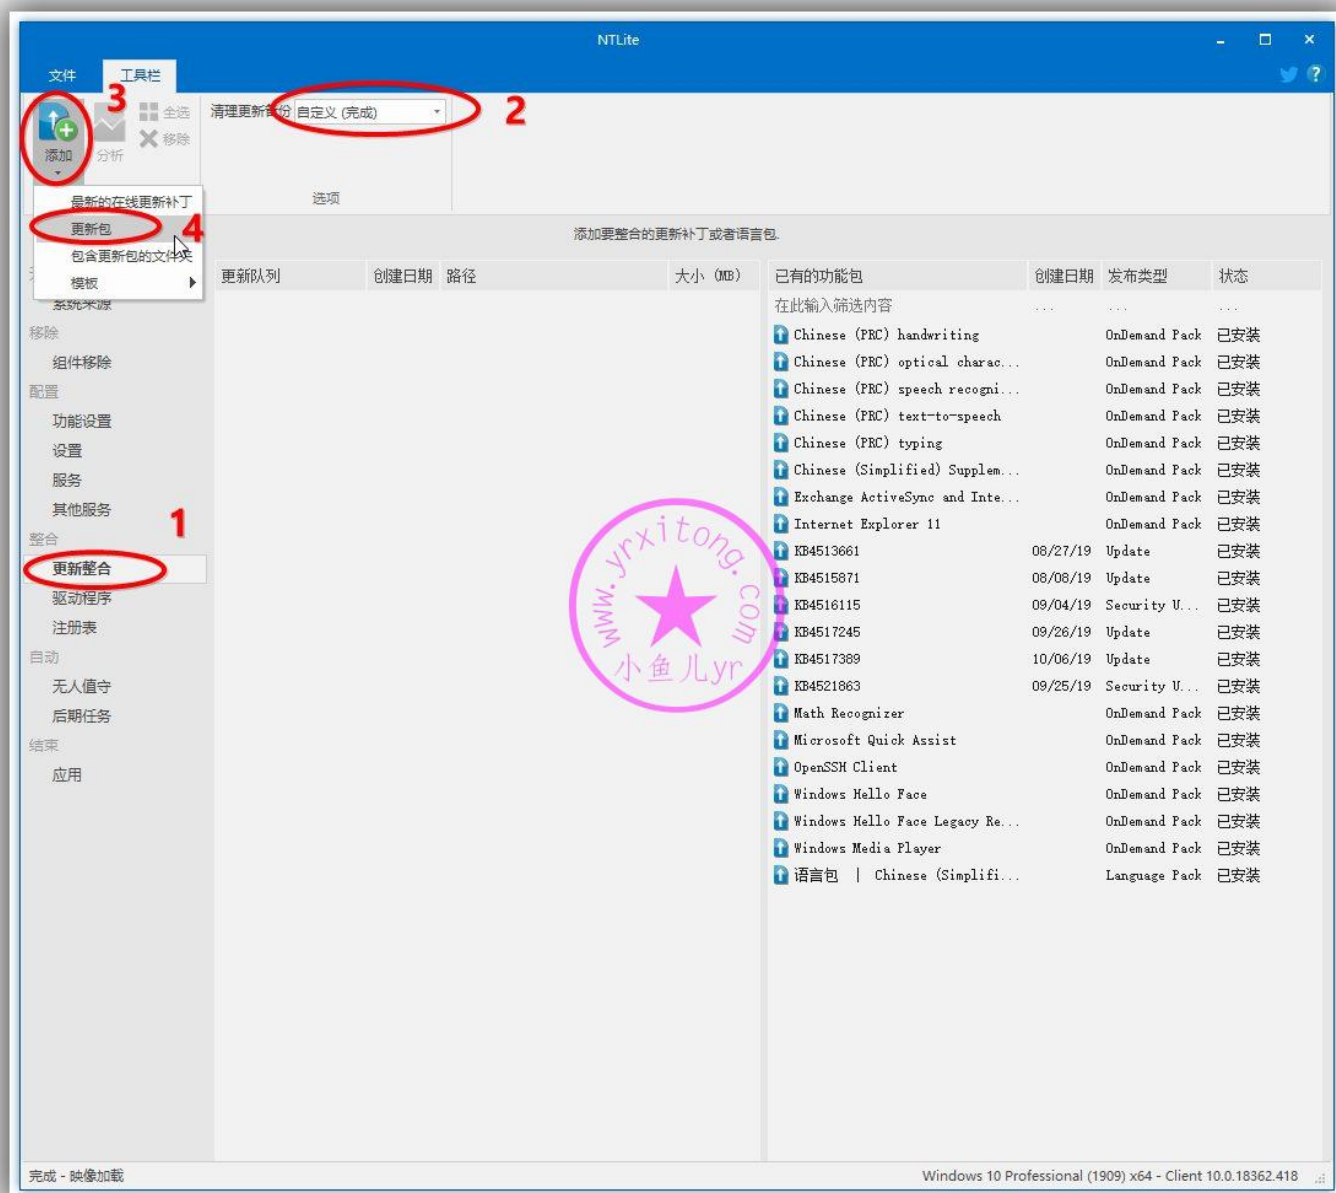 NTLite
文件 工具栏
3
添加
分析
全选
移除
清理更新备份 自定义 (完成)
2
选项
最新的在线更新补丁
更新包
4
包含更新包的文件夹
模板
添加要整合的更新补丁或者语言包.
系统来源
移除
组件移除
配置
功能设置
设置
服务
其他服务
1
整合
更新整合
驱动程序
注册表
自动
无人值守
后期任务
结束
应用
更新队列 创建日期 路径 大小 (MB)
已有的功能包 创建日期 发布类型 状态
在此输入筛选内容 ... ... ...
Chinese (PRC) handwriting OnDemand Pack 已安装
Chinese (PRC) optical charac... OnDemand Pack 已安装
Chinese (PRC) speech recogni... OnDemand Pack 已安装
Chinese (PRC) text-to-speech OnDemand Pack 已安装
Chinese (PRC) typing OnDemand Pack 已安装
Chinese (Simplified) Supplem... OnDemand Pack 已安装
Exchange ActiveSync and Inte... OnDemand Pack 已安装
Internet Explorer 11 OnDemand Pack 已安装
KB4513661 08/27/19 Update 已安装
KB4515871 08/08/19 Update 已安装
KB4516115 09/04/19 Security U... 已安装
KB4517245 09/26/19 Update 已安装
KB4517389 10/06/19 Update 已安装
KB4521863 09/25/19 Security U... 已安装
Math Recognizer OnDemand Pack 已安装
Microsoft Quick Assist OnDemand Pack 已安装
OpenSSH Client OnDemand Pack 已安装
Windows Hello Face OnDemand Pack 已安装
Windows Hello Face Legacy Re... OnDemand Pack 已安装
Windows Media Player OnDemand Pack 已安装
语言包 | Chinese (Simplifi... Language Pack 已安装
www.yrxitong.com
小鱼儿yr
完成 - 映像加载
Windows 10 Professional (1909) x64 - Client 10.0.18362.418